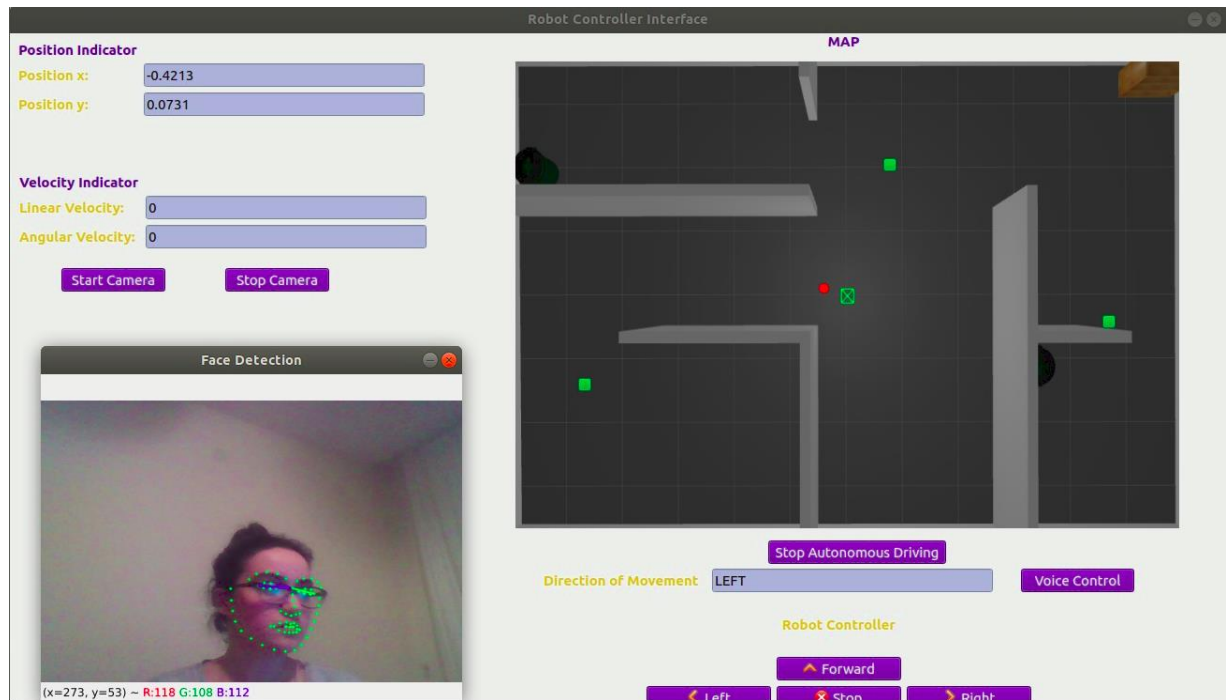 Robot Controller Interface
Position Indicator
Position x: -0.4213
Position y: 0.0731
Velocity Indicator
Linear Velocity: 0
Angular Velocity: 0
Start Camera Stop Camera
Face Detection
(x=273, y=53) ~ R:118 G:108 B:112
MAP
Stop Autonomous Driving
Direction of Movement LEFT Voice Control
Robot Controller
Forward
Left Stop Right